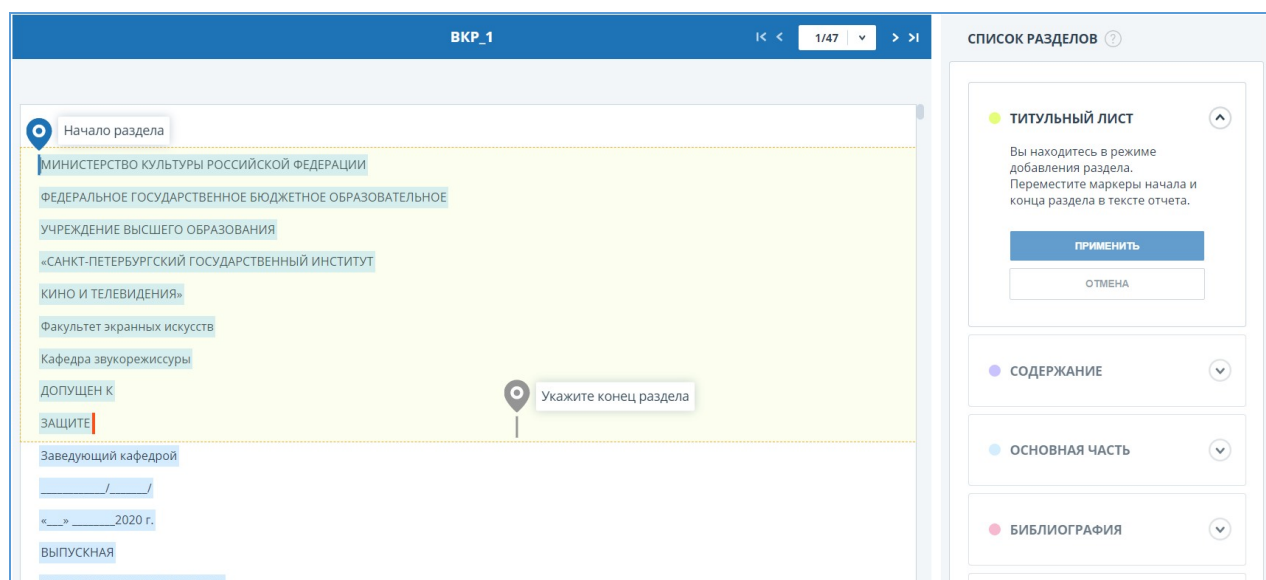 ВКР_1
1/47
СПИСОК РАЗДЕЛОВ ?
Начало раздела
МИНИСТЕРСТВО КУЛЬТУРЫ РОССИЙСКОЙ ФЕДЕРАЦИИ
ФЕДЕРАЛЬНОЕ ГОСУДАРСТВЕННОЕ БЮДЖЕТНОЕ ОБРАЗОВАТЕЛЬНОЕ
УЧРЕЖДЕНИЕ ВЫСШЕГО ОБРАЗОВАНИЯ
«САНКТ-ПЕТЕРБУРГСКИЙ ГОСУДАРСТВЕННЫЙ ИНСТИТУТ
КИНО И ТЕЛЕВИДЕНИЯ»
Факультет экранных искусств
Кафедра звукорежиссуры
ДОПУЩЕН К
Укажите конец раздела
ЗАЩИТЕ
Заведующий кафедрой
____________/_______/
«___» ________2020 г.
ВЫПУСКНАЯ
ТИТУЛЬНЫЙ ЛИСТ
Вы находитесь в режиме
добавления раздела.
Переместите маркеры начала и
конца раздела в тексте отчета.
ПРИМЕНИТЬ
ОТМЕНА
СОДЕРЖАНИЕ
ОСНОВНАЯ ЧАСТЬ
БИБЛИОГРАФИЯ